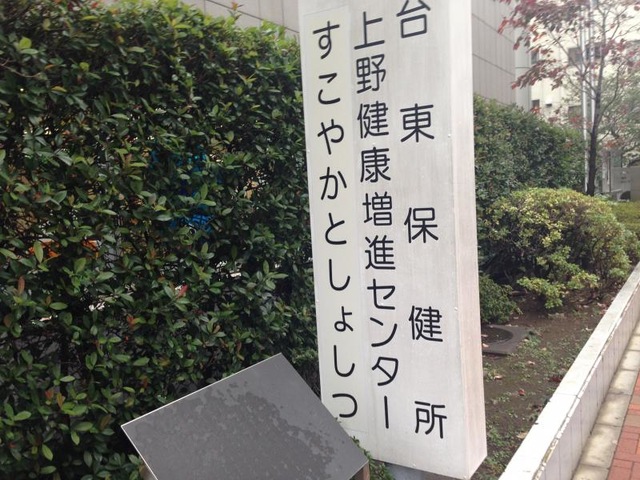 台東保健所
上野健康増進センター
すこやかとしょしつ